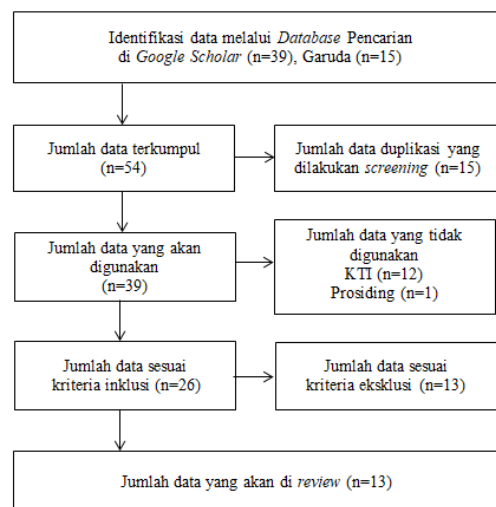 Identifikasi data melalui Database Pencarian
di Google Scholar (n=39), Garuda (n=15)
Jumlah data terkumpul
(n=54)
Jumlah data duplikasi yang
dilakukan screening (n=15)
Jumlah data yang akan
digunakan
(n=39)
Jumlah data yang tidak
digunakan
KTI (n=12)
Prosiding (n=1)
Jumlah data sesuai
kriteria inklusi (n=26)
Jumlah data sesuai
kriteria eksklusi (n=13)
Jumlah data yang akan di review (n=13)